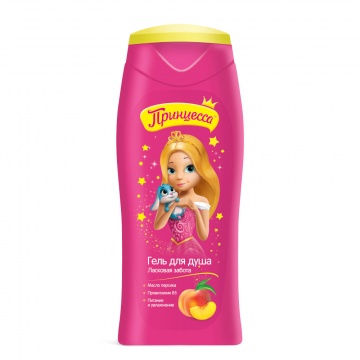 Принцесса
Гель для душа
Ласковая забота
Масло персика
Провитамин B5
Питание
и увлажнение